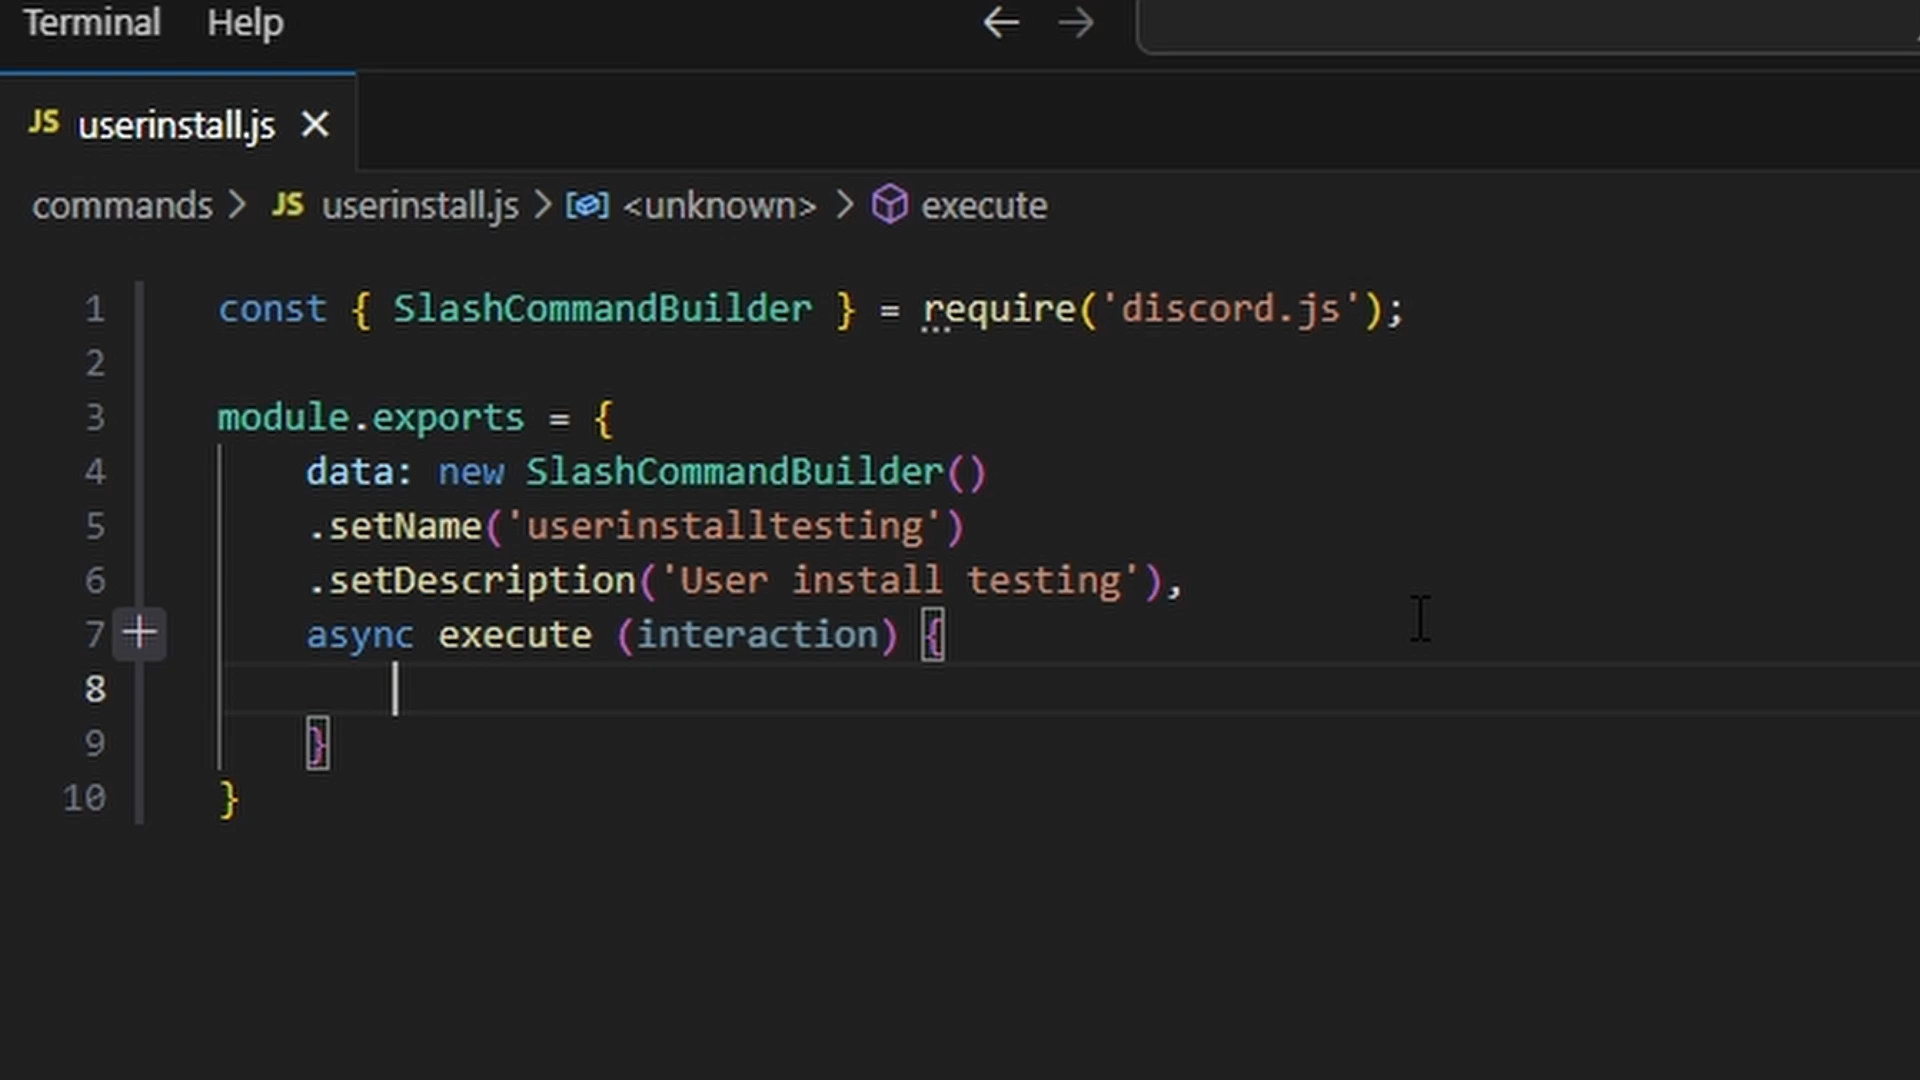 Terminal Help
JS userinstall.js
commands > JS userinstall.js > <unknown> > execute
1 const { SlashCommandBuilder } = require('discord.js');
2
3 module.exports = {
4 data: new SlashCommandBuilder()
5 .setName('userinstalltesting')
6 .setDescription('User install testing'),
7 async execute (interaction) {
8
9 }
10 }